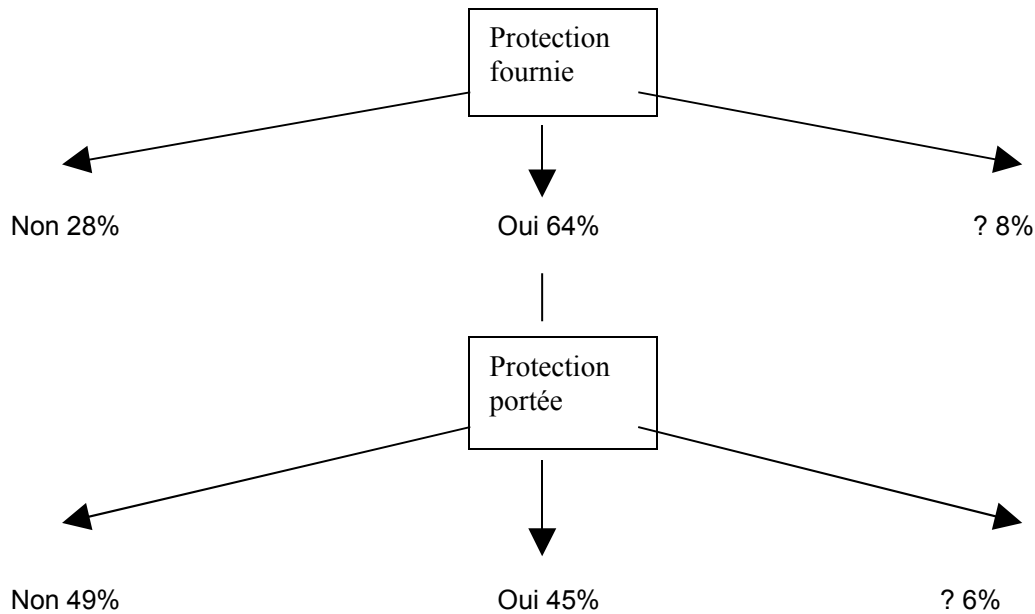 Protection
fournie
Non 28%
Oui 64%
? 8%
Protection
portée
Non 49%
Oui 45%
? 6%